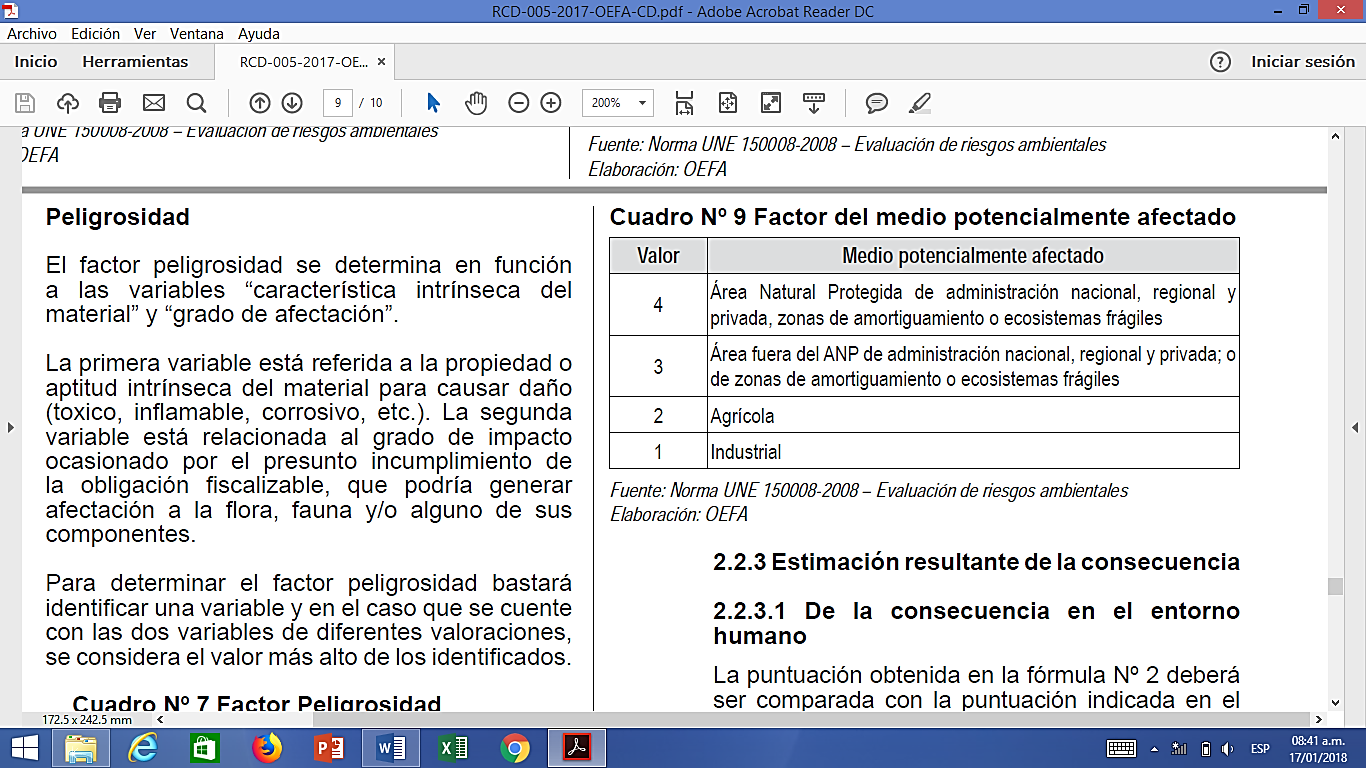 RCD-005-2017-OEFA-CD.pdf - Adobe Acrobat Reader DC
Archivo Edición Ver Ventana Ayuda
Inicio Herramientas RCD-005-2017-OE... × Iniciar sesión
9 / 10 200%
a UNE 150008-2008 – Evaluación de riesgos ambientales
OEFA
Fuente: Norma UNE 150008-2008 – Evaluación de riesgos ambientales
Elaboración: OEFA
Peligrosidad
El factor peligrosidad se determina en función
a las variables “característica intrínseca del
material” y “grado de afectación”.
La primera variable está referida a la propiedad o
aptitud intrínseca del material para causar daño
(toxico, inflamable, corrosivo, etc.). La segunda
variable está relacionada al grado de impacto
ocasionado por el presunto incumplimiento de
la obligación fiscalizable, que podría generar
afectación a la flora, fauna y/o alguno de sus
componentes.
Para determinar el factor peligrosidad bastará
identificar una variable y en el caso que se cuente
con las dos variables de diferentes valoraciones,
se considera el valor más alto de los identificados.
Cuadro Nº 7 Factor Peligrosidad
Cuadro Nº 9 Factor del medio potencialmente afectado
Valor Medio potencialmente afectado
4 Área Natural Protegida de administración nacional, regional y
privada, zonas de amortiguamiento o ecosistemas frágiles
3 Área fuera del ANP de administración nacional, regional y privada; o
de zonas de amortiguamiento o ecosistemas frágiles
2 Agrícola
1 Industrial
Fuente: Norma UNE 150008-2008 – Evaluación de riesgos ambientales
Elaboración: OEFA
2.2.3 Estimación resultante de la consecuencia
2.2.3.1 De la consecuencia en el entorno
humano
La puntuación obtenida en la fórmula Nº 2 deberá
ser comparada con la puntuación indicada en el
172.5 x 242.5 mm
ESP
08:41 a.m.
17/01/2018